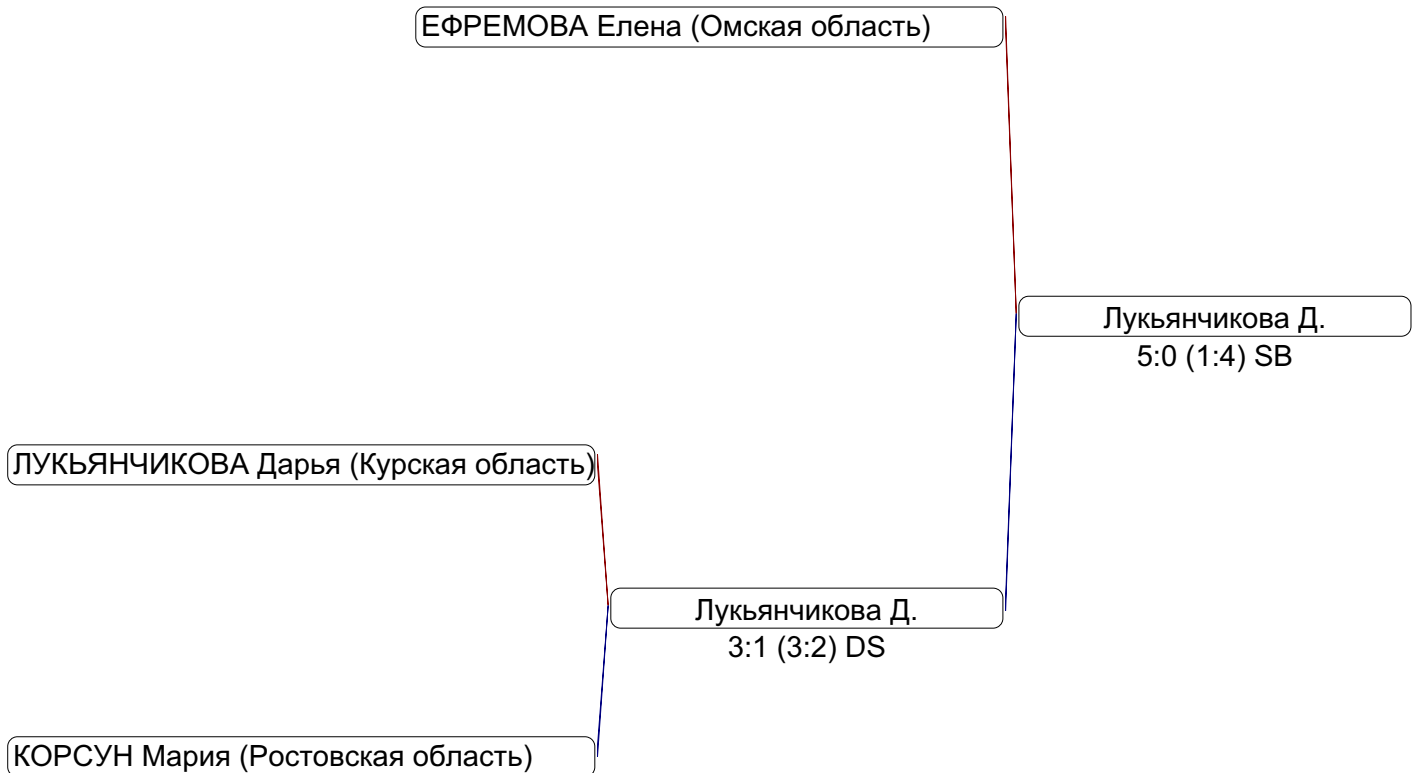 ЕФРЕМОВА Елена (Омская область)
Лукьянчикова Д.
5:0 (1:4) SB
ЛУКЬЯНЧИКОВА Дарья (Курская область)
Лукьянчикова Д.
3:1 (3:2) DS
КОРСУН Мария (Ростовская область)